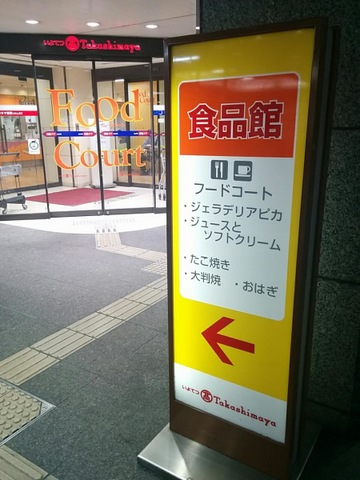 いよてつ Takashimaya
Food
Court
食品館
フードコート
・ジェラデリアピカ
・ジュースと
ソフトクリーム
・たこ焼き
・大判焼 ・おはぎ
いよてつ Takashimaya